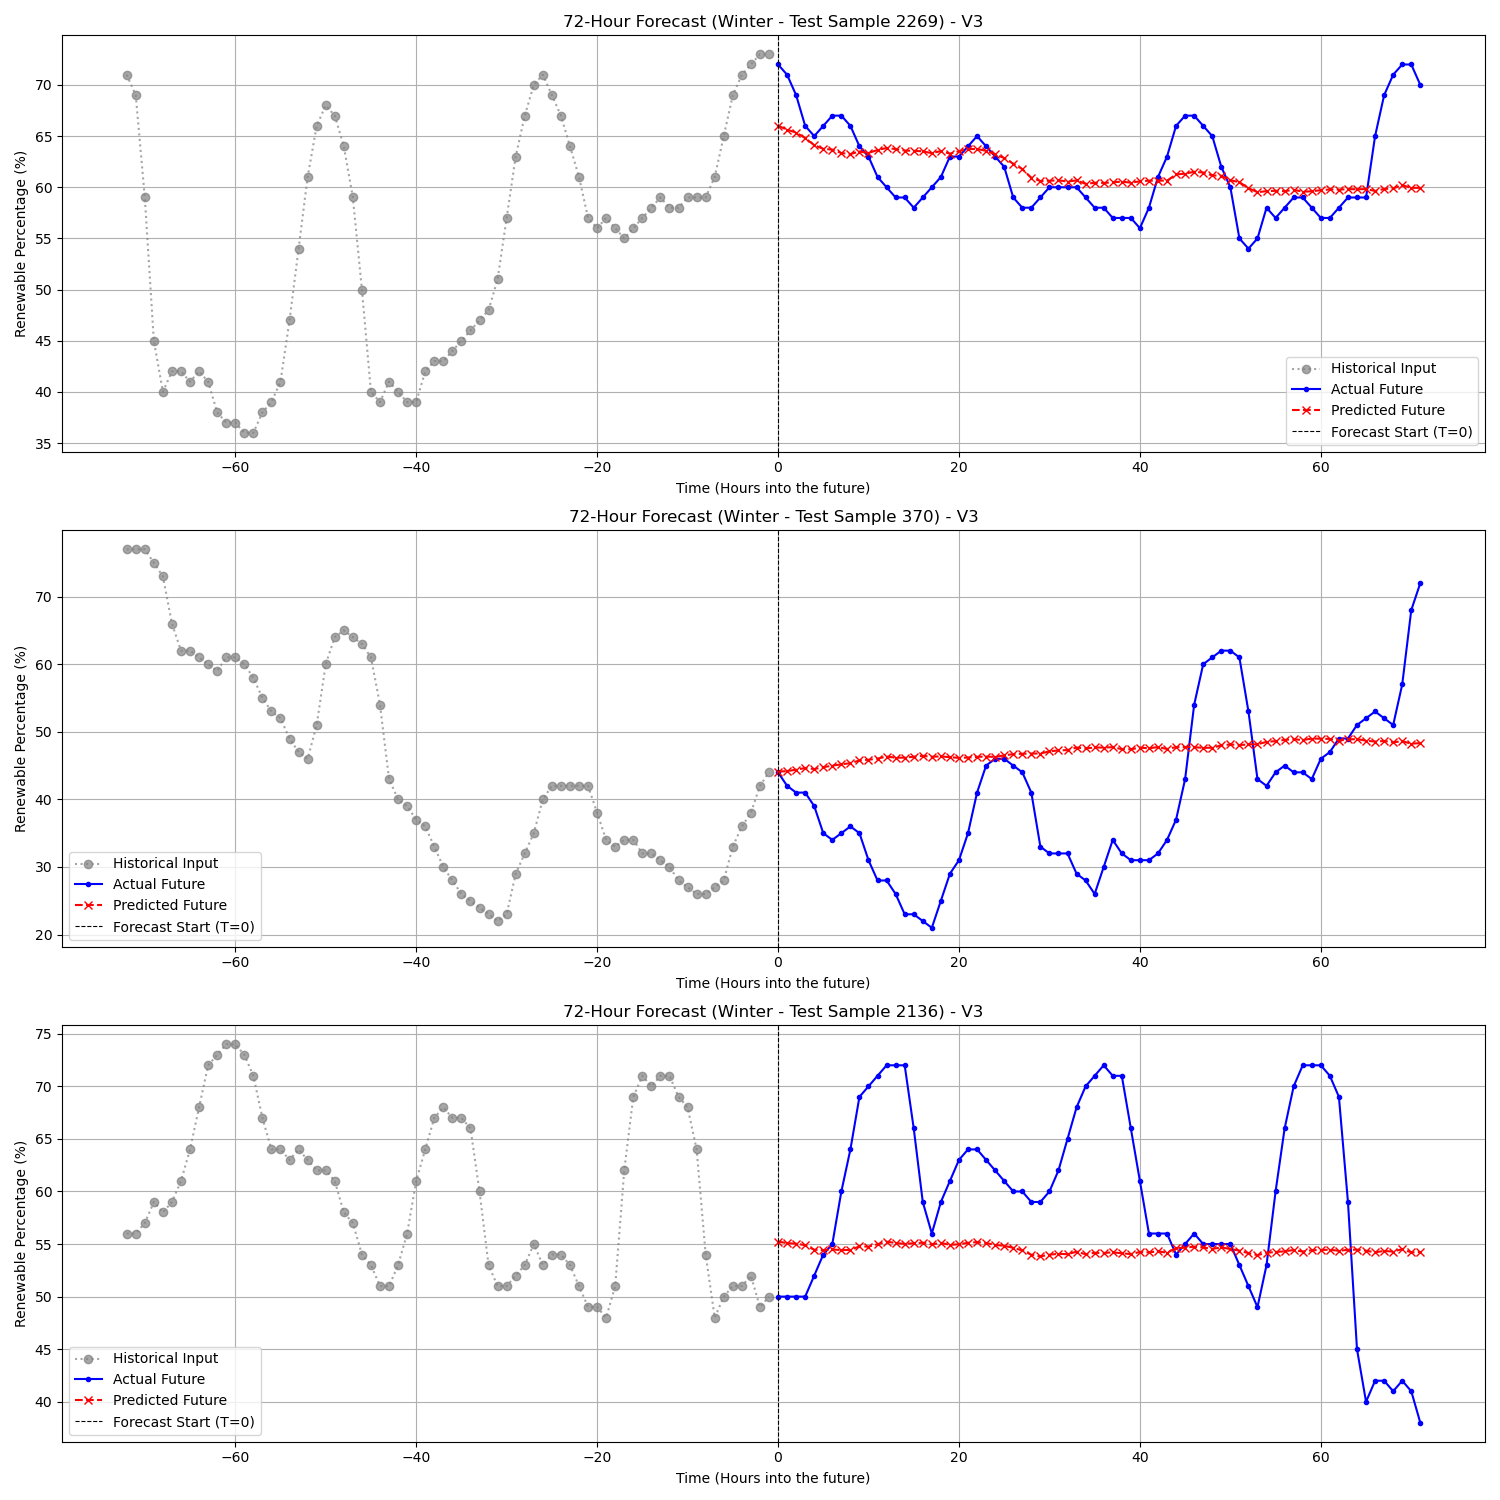 72-Hour Forecast (Winter - Test Sample 2269) - V3
Renewable Percentage (%)
70
65
60
55
50
45
40
35
Historical Input
Actual Future
Predicted Future
Forecast Start (T=0)
−60 −40 −20 0 20 40 60
Time (Hours into the future)
72-Hour Forecast (Winter - Test Sample 370) - V3
Renewable Percentage (%)
70
60
50
40
30
20
Historical Input
Actual Future
Predicted Future
Forecast Start (T=0)
−60 −40 −20 0 20 40 60
Time (Hours into the future)
72-Hour Forecast (Winter - Test Sample 2136) - V3
Renewable Percentage (%)
75
70
65
60
55
50
45
40
Historical Input
Actual Future
Predicted Future
Forecast Start (T=0)
−60 −40 −20 0 20 40 60
Time (Hours into the future)